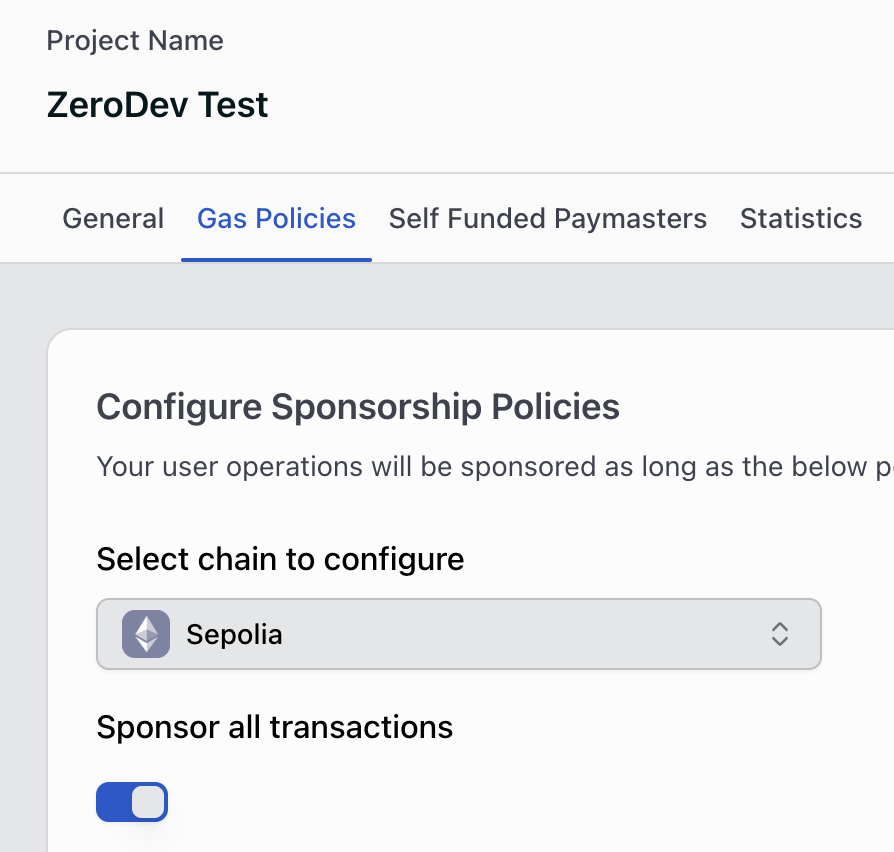 Project Name
ZeroDev Test
General Gas Policies Self Funded Paymasters Statistics
Configure Sponsorship Policies
Your user operations will be sponsored as long as the below
Select chain to configure
Sepolia
Sponsor all transactions